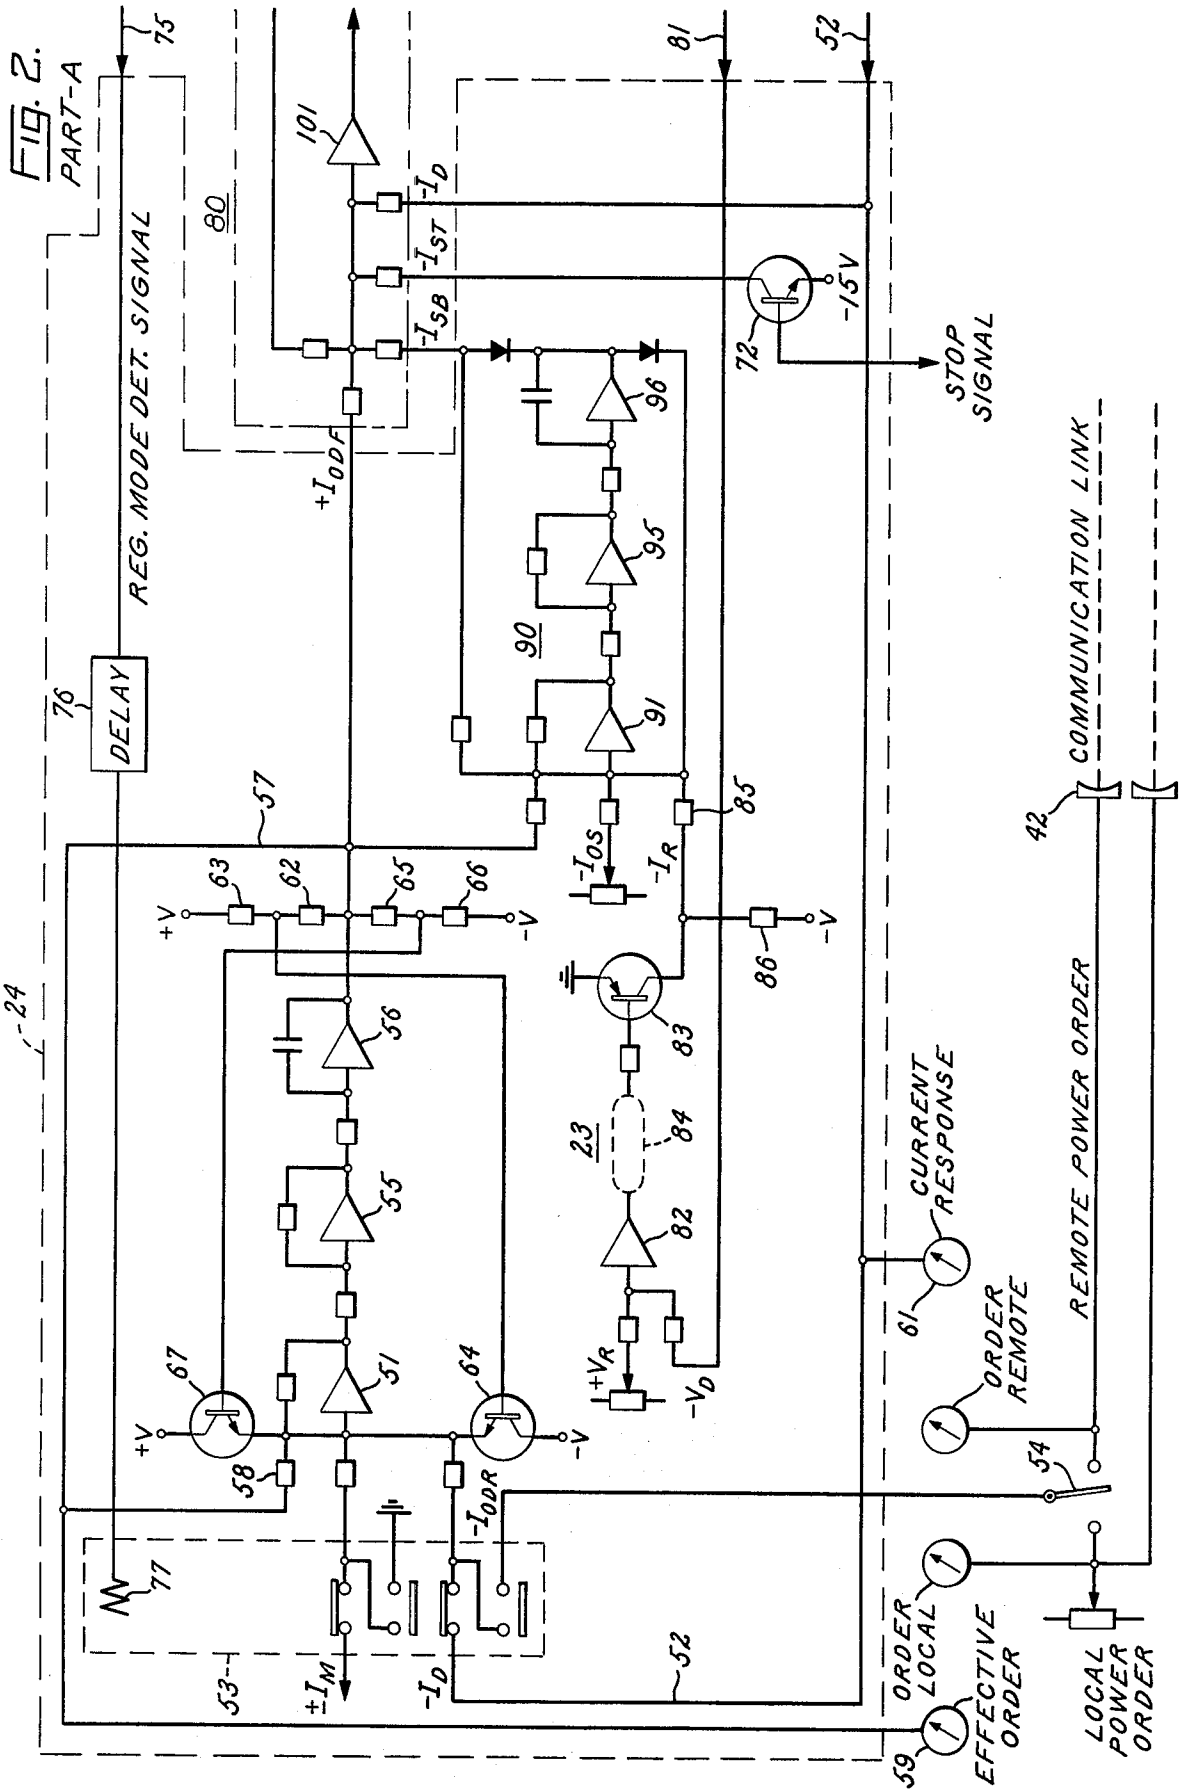 Fig. 2.
PART-A
24
75
REG. MODE DET. SIGNAL
76
DELAY
77
53
80
101
+I_ODF
-I_SB
-I_ST
-I_D
57
63
62
65
66
+V
-V
67
+V
58
51
55
56
64
-V
±I_M
-I_D
-I_ODR
52
90
91
95
96
-I_OS
-I_R
85
86
-V
83
84
23
82
+V_R
-V_D
72
-15V
STOP
SIGNAL
81
52
59
EFFECTIVE
ORDER
ORDER
LOCAL
ORDER
REMOTE
61
CURRENT
RESPONSE
LOCAL
POWER
ORDER
54
REMOTE POWER ORDER
42
COMMUNICATION LINK